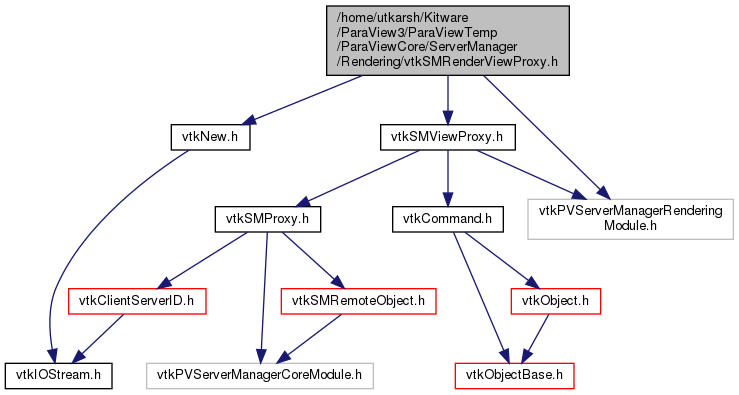 /home/utkarsh/Kitware
/ParaView3/ParaViewTemp
/ParaViewCore/ServerManager
/Rendering/vtkSMRenderViewProxy.h
vtkNew.h
vtkSMViewProxy.h
vtkSMProxy.h
vtkCommand.h
vtkPVServerManagerRendering
Module.h
vtkClientServerID.h
vtkSMRemoteObject.h
vtkObject.h
vtkIOStream.h
vtkPVServerManagerCoreModule.h
vtkObjectBase.h